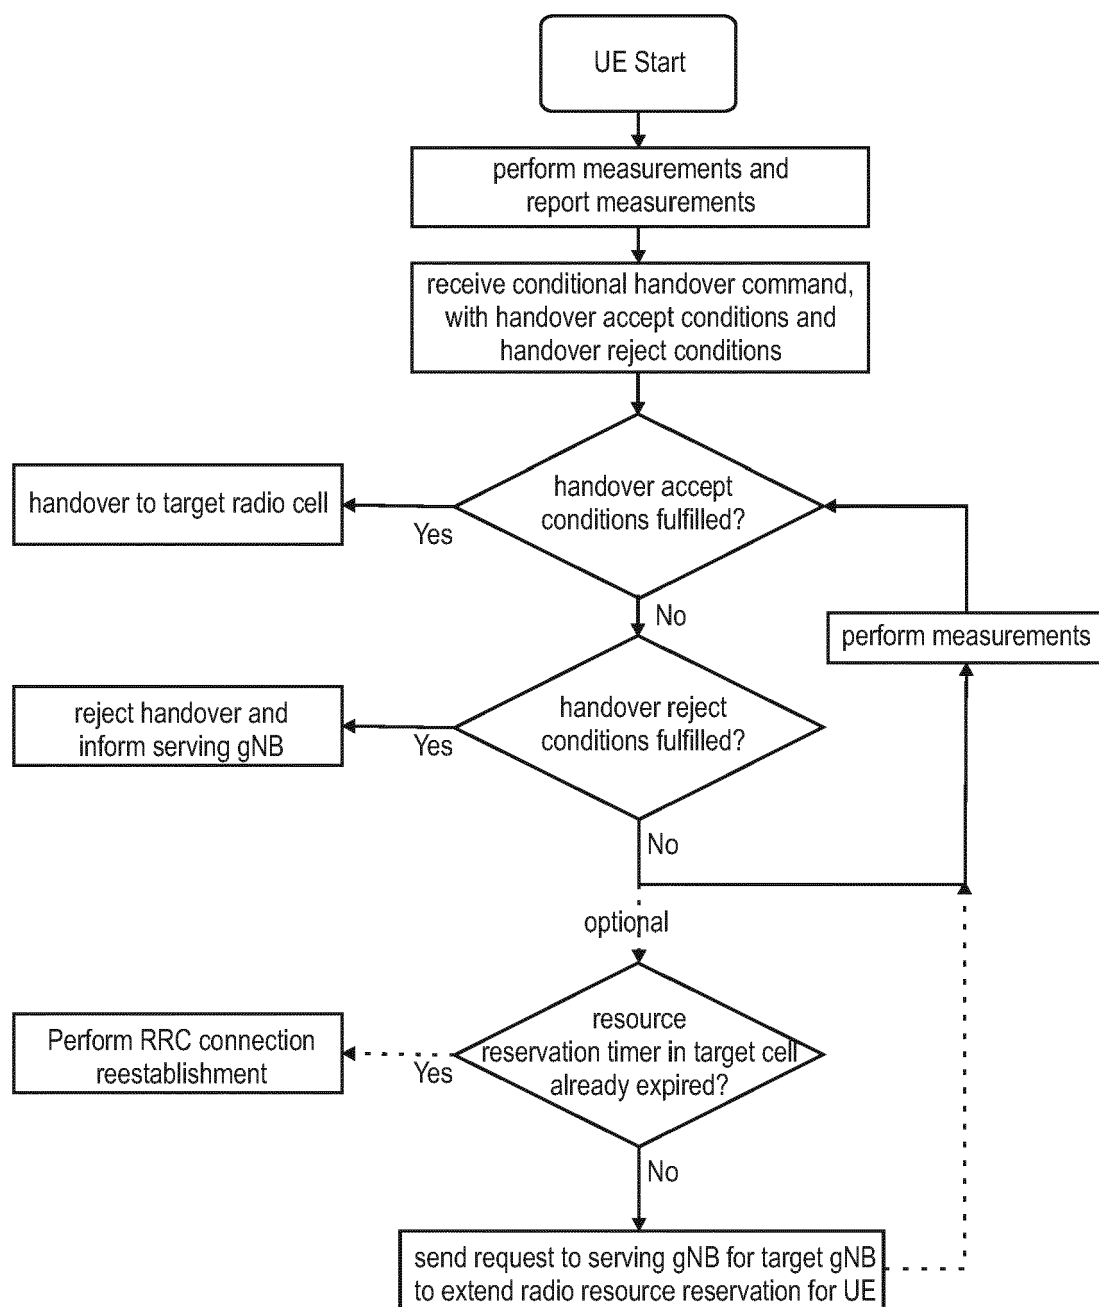 UE Start
perform measurements and
report measurements
receive conditional handover command,
with handover accept conditions and
handover reject conditions
handover to target radio cell
Yes
handover accept
conditions fulfilled?
No
perform measurements
reject handover and
inform serving gNB
Yes
handover reject
conditions fulfilled?
No
optional
Perform RRC connection
reestablishment
Yes
resource
reservation timer in target cell
already expired?
No
send request to serving gNB for target gNB
to extend radio resource reservation for UE